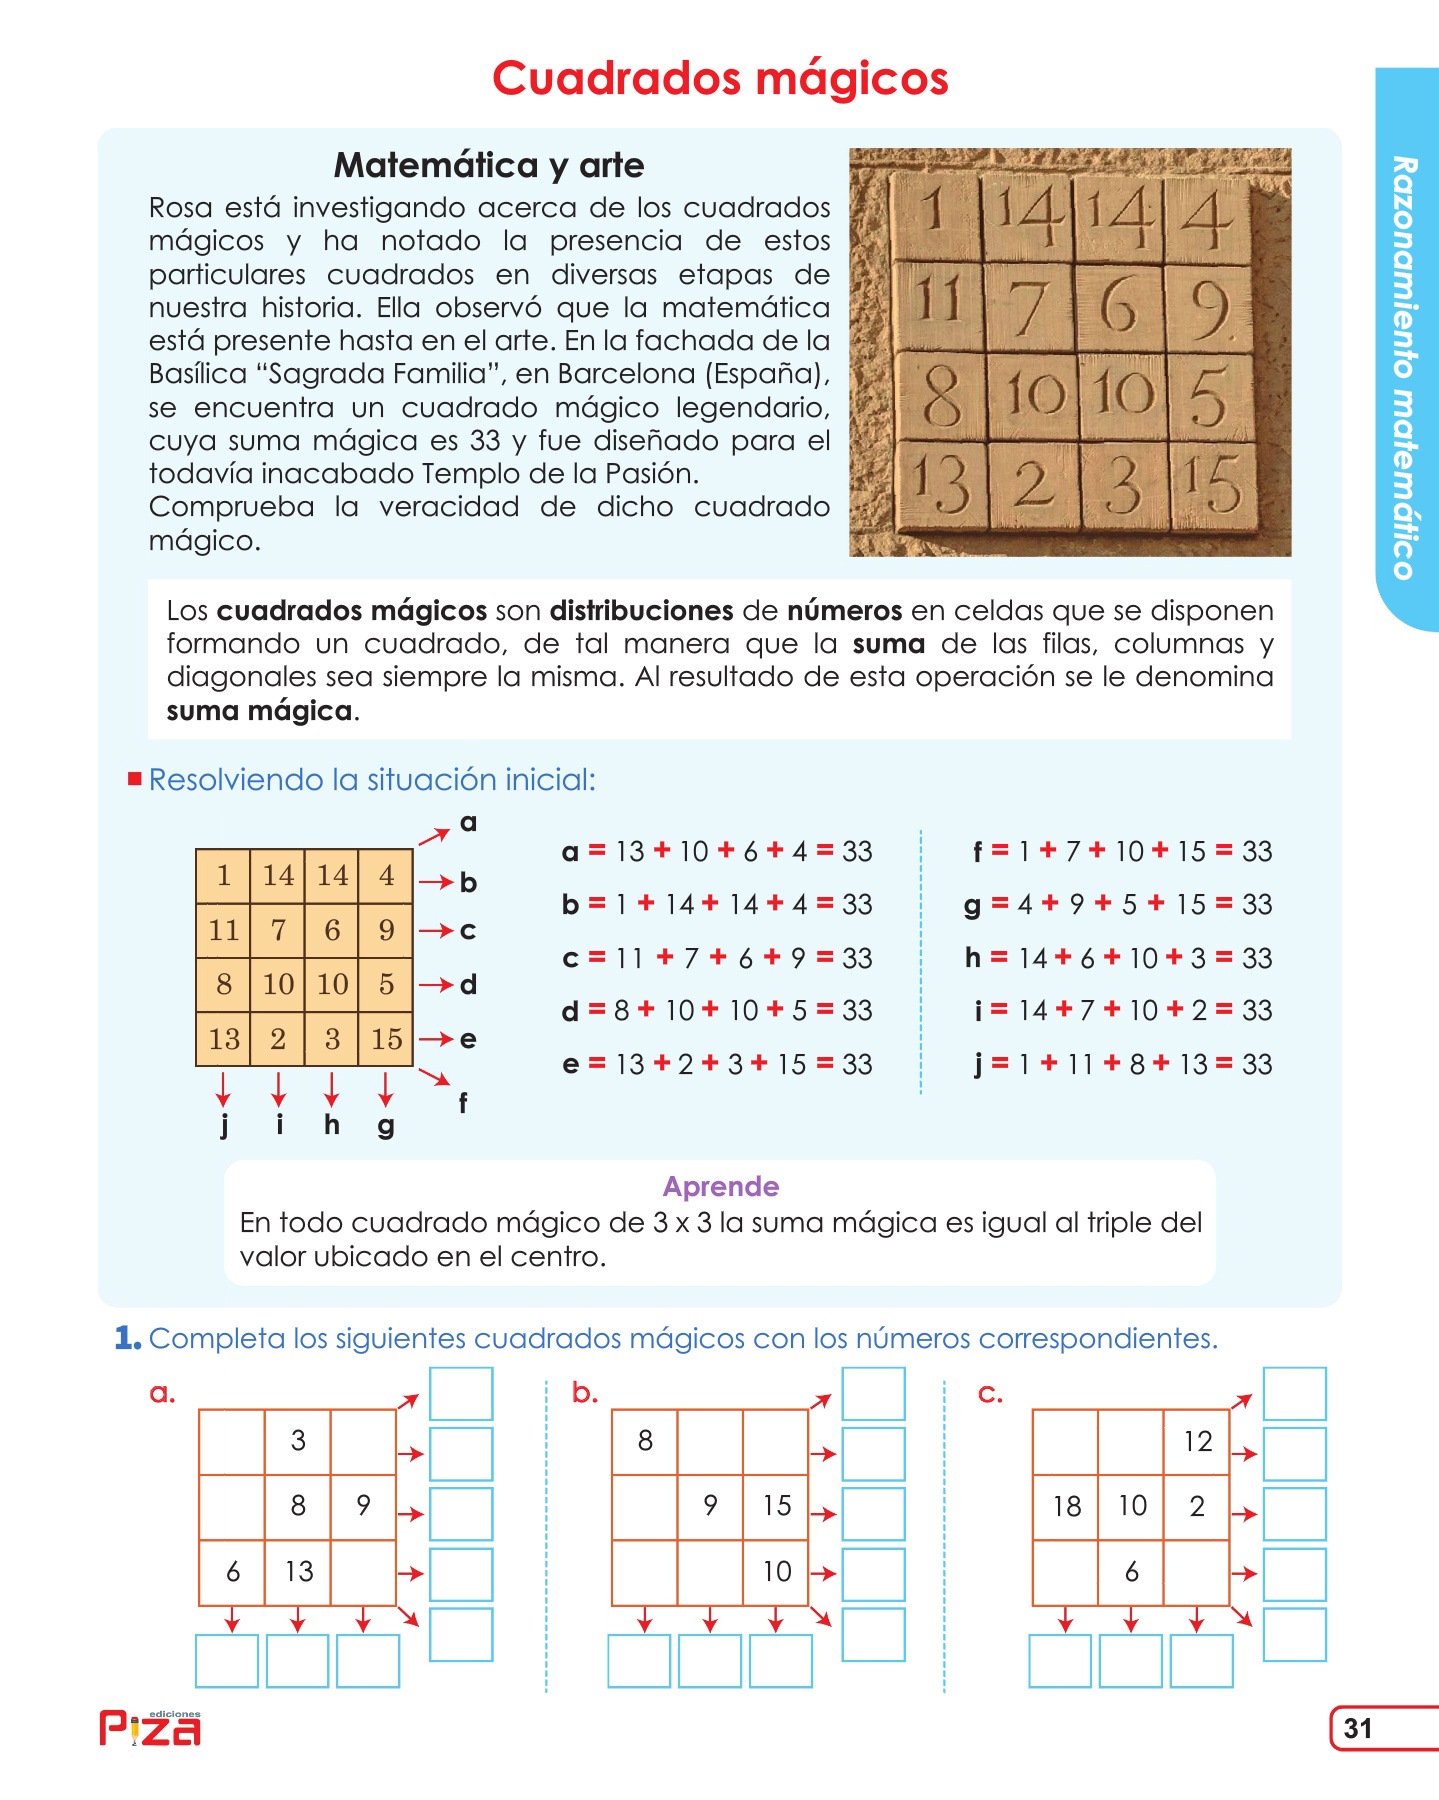 Cuadrados mágicos
Razonamiento matemático
Matemática y arte
Rosa está investigando acerca de los cuadrados
mágicos y ha notado la presencia de estos
particulares cuadrados en diversas etapas de
nuestra historia. Ella observó que la matemática
está presente hasta en el arte. En la fachada de la
Basílica “Sagrada Familia”, en Barcelona (España),
se encuentra un cuadrado mágico legendario,
cuya suma mágica es 33 y fue diseñado para el
todavía inacabado Templo de la Pasión.
Comprueba la veracidad de dicho cuadrado
mágico.
1 14 14 4
11 7 6 9
8 10 10 5
13 2 3 15
Los cuadrados mágicos son distribuciones de números en celdas que se disponen
formando un cuadrado, de tal manera que la suma de las filas, columnas y
diagonales sea siempre la misma. Al resultado de esta operación se le denomina
suma mágica.
Resolviendo la situación inicial:
a
1 14 14 4 b
11 7 6 9 c
8 10 10 5 d
13 2 3 15 e
f
j i h g
a = 13 + 10 + 6 + 4 = 33
b = 1 + 14 + 14 + 4 = 33
c = 11 + 7 + 6 + 9 = 33
d = 8 + 10 + 10 + 5 = 33
e = 13 + 2 + 3 + 15 = 33
f = 1 + 7 + 10 + 15 = 33
g = 4 + 9 + 5 + 15 = 33
h = 14 + 6 + 10 + 3 = 33
i = 14 + 7 + 10 + 2 = 33
j = 1 + 11 + 8 + 13 = 33
Aprende
En todo cuadrado mágico de 3 x 3 la suma mágica es igual al triple del
valor ubicado en el centro.
1. Completa los siguientes cuadrados mágicos con los números correspondientes.
a.
3
8 9
6 13
b.
8
9 15
10
c.
12
18 10 2
6
ediciones
Piza
31